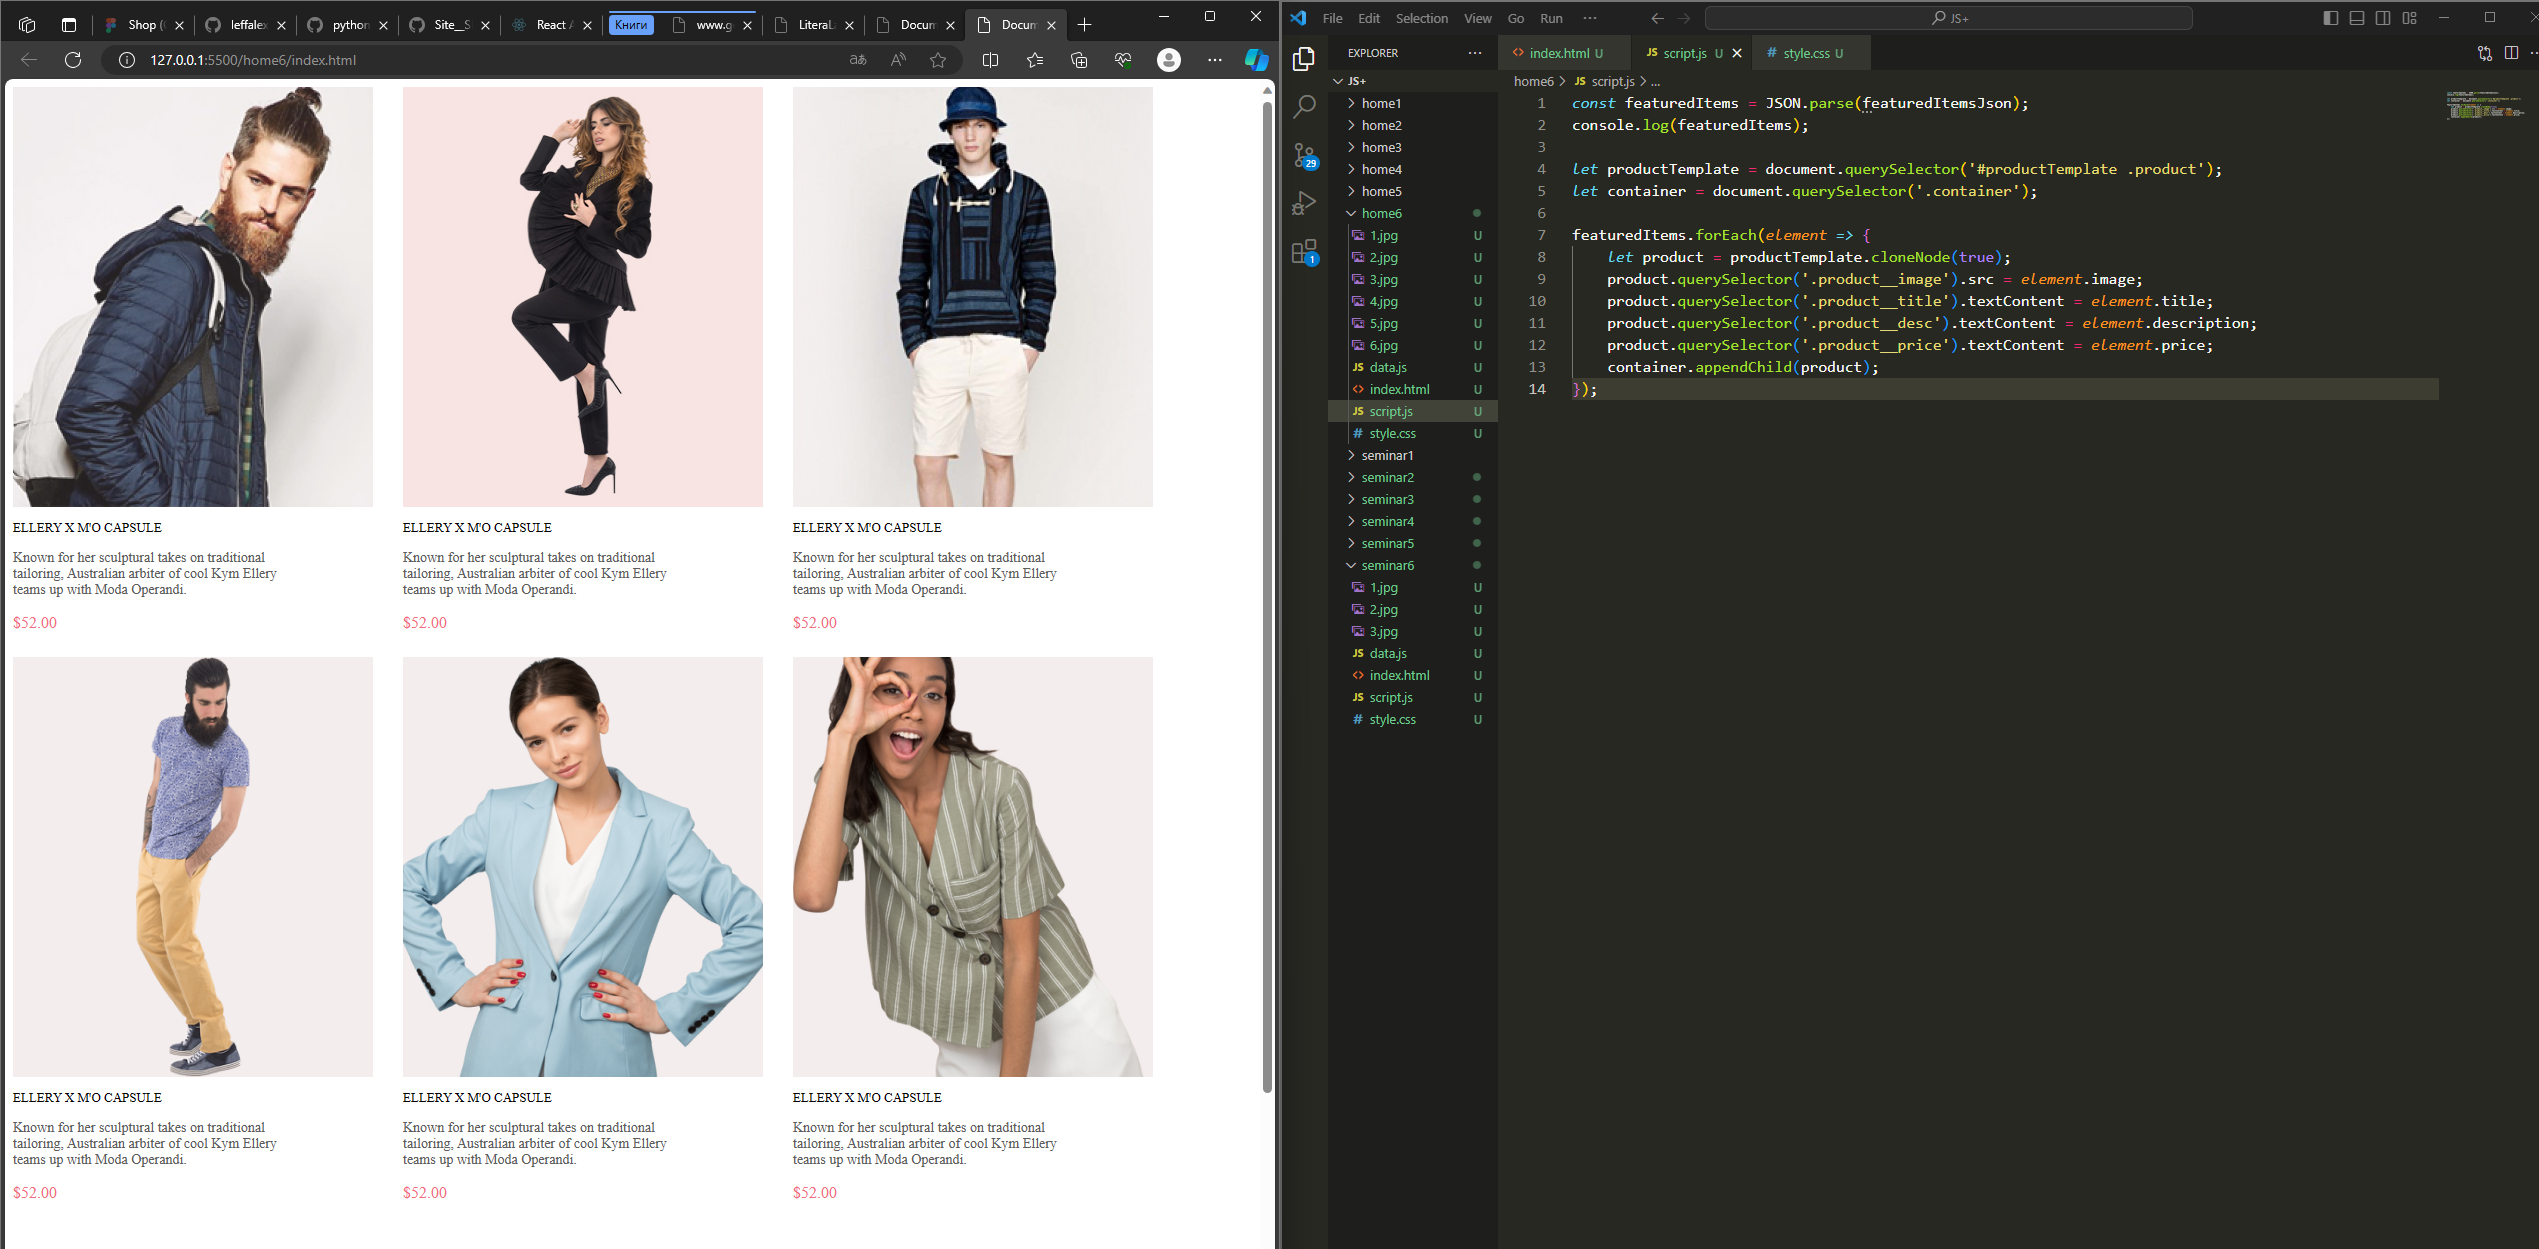 Shop (
leffalex
python
Site__S
React A
Книги
www.g
LiteraL
Docum
Docum
127.0.0.1:5500/home6/index.html
ELLERY X M'O CAPSULE
Known for her sculptural takes on traditional
tailoring, Australian arbiter of cool Kym Ellery
teams up with Moda Operandi.
$52.00
ELLERY X M'O CAPSULE
Known for her sculptural takes on traditional
tailoring, Australian arbiter of cool Kym Ellery
teams up with Moda Operandi.
$52.00
ELLERY X M'O CAPSULE
Known for her sculptural takes on traditional
tailoring, Australian arbiter of cool Kym Ellery
teams up with Moda Operandi.
$52.00
ELLERY X M'O CAPSULE
Known for her sculptural takes on traditional
tailoring, Australian arbiter of cool Kym Ellery
teams up with Moda Operandi.
$52.00
ELLERY X M'O CAPSULE
Known for her sculptural takes on traditional
tailoring, Australian arbiter of cool Kym Ellery
teams up with Moda Operandi.
$52.00
ELLERY X M'O CAPSULE
Known for her sculptural takes on traditional
tailoring, Australian arbiter of cool Kym Ellery
teams up with Moda Operandi.
$52.00
File Edit Selection View Go Run ···
JS+
EXPLORER ···
29
1
JS+
home1
home2
home3
home4
home5
home6
1.jpg U
2.jpg U
3.jpg U
4.jpg U
5.jpg U
6.jpg U
JS data.js U
<> index.html U
JS script.js U
# style.css U
seminar1
seminar2
seminar3
seminar4
seminar5
seminar6
1.jpg U
2.jpg U
3.jpg U
JS data.js U
<> index.html U
JS script.js U
# style.css U
<> index.html U
JS script.js U
# style.css U
home6 > JS script.js > ...
1 const featuredItems = JSON.parse(featuredItemsJson);
2 console.log(featuredItems);
3
4 let productTemplate = document.querySelector('#productTemplate .product');
5 let container = document.querySelector('.container');
6
7 featuredItems.forEach(element => {
8 let product = productTemplate.cloneNode(true);
9 product.querySelector('.product__image').src = element.image;
10 product.querySelector('.product__title').textContent = element.title;
11 product.querySelector('.product__desc').textContent = element.description;
12 product.querySelector('.product__price').textContent = element.price;
13 container.appendChild(product);
14 });